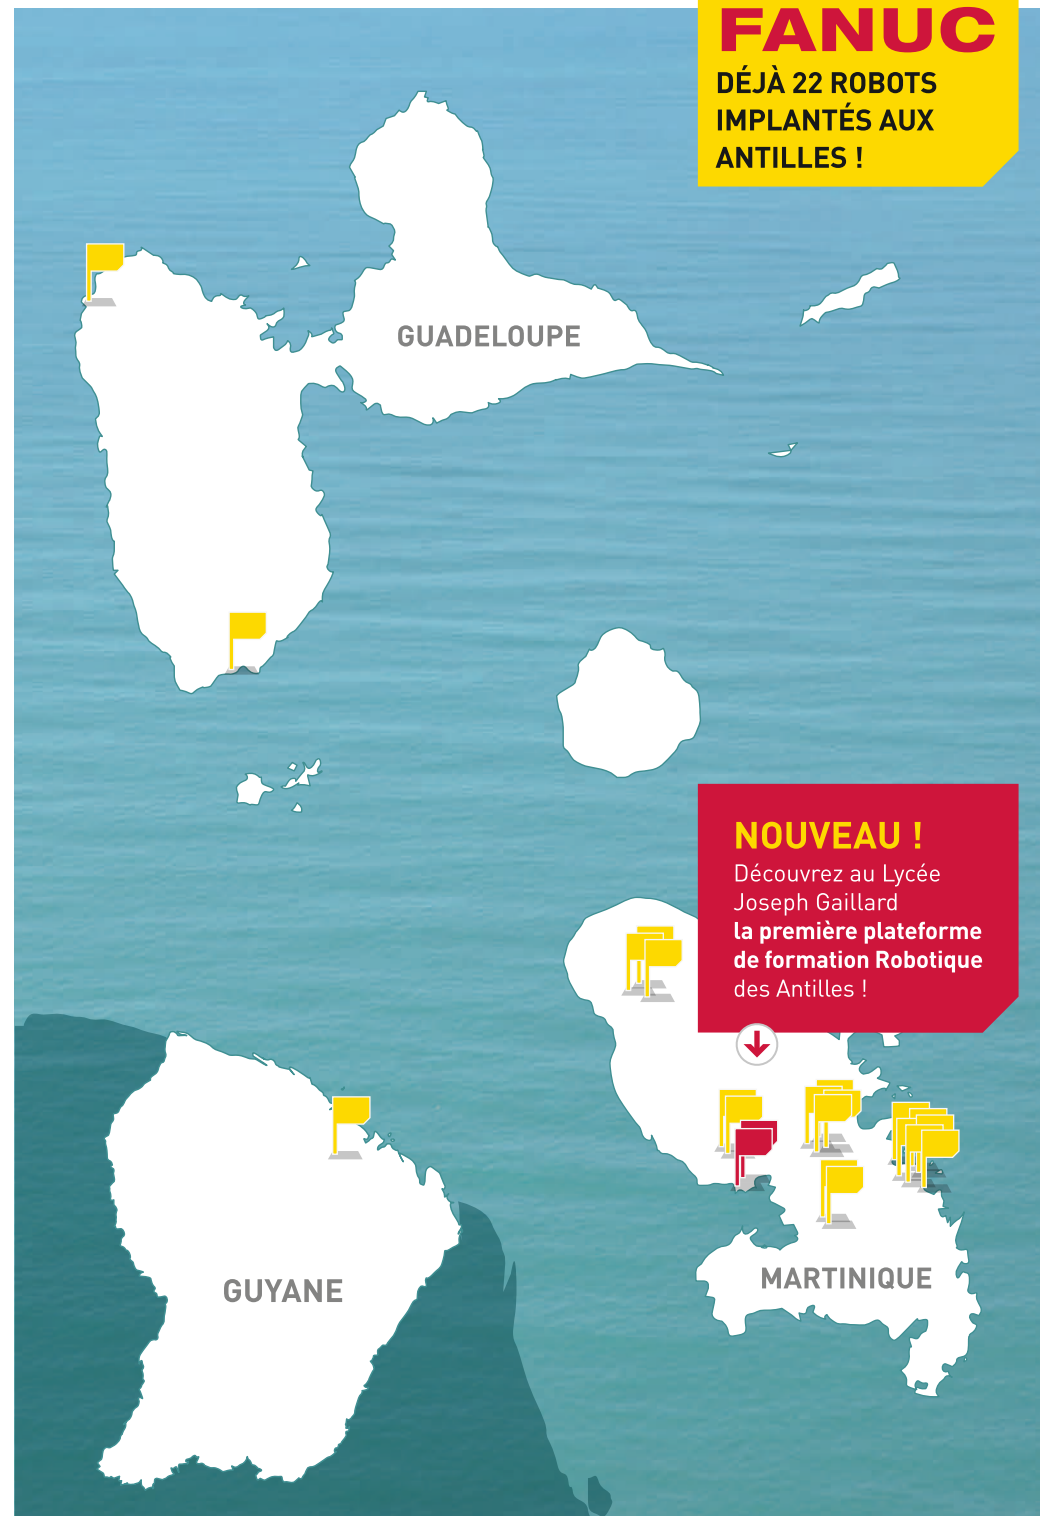 FANUC
DÉJÀ 22 ROBOTS
IMPLANTÉS AUX
ANTILLES !
GUADELOUPE
NOUVEAU !
Découvrez au Lycée
Joseph Gaillard
la première plateforme
de formation Robotique
des Antilles !
GUYANE
MARTINIQUE